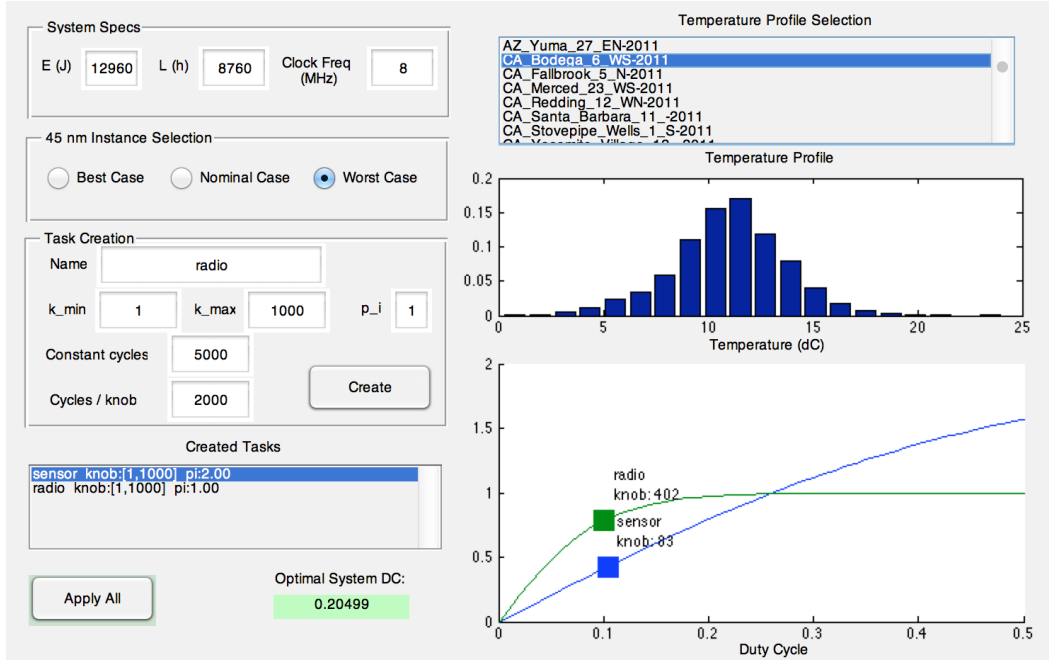 System Specs
E (J) 12960 L (h) 8760 Clock Freq (MHz) 8
45 nm Instance Selection
Best Case Nominal Case Worst Case
Task Creation
Name radio
k_min 1 k_max 1000 p_i 1
Constant cycles 5000
Cycles / knob 2000
Create
Created Tasks
sensor knob:[1,1000] pi:2.00
radio knob:[1,1000] pi:1.00
Apply All
Optimal System DC:
0.20499
Temperature Profile Selection
AZ_Yuma_27_EN-2011
CA_Bodega_6_WS-2011
CA_Fallbrook_5_N-2011
CA_Merced_23_WS-2011
CA_Redding_12_WN-2011
CA_Santa_Barbara_11_-2011
CA_Stovepipe_Wells_1_S-2011
Temperature Profile
0.2
0.15
0.1
0.05
0
0 5 10 15 20 25
Temperature (dC)
2
1.5
1
0.5
0
radio
knob: 402
sensor
knob: 83
0 0.1 0.2 0.3 0.4 0.5
Duty Cycle